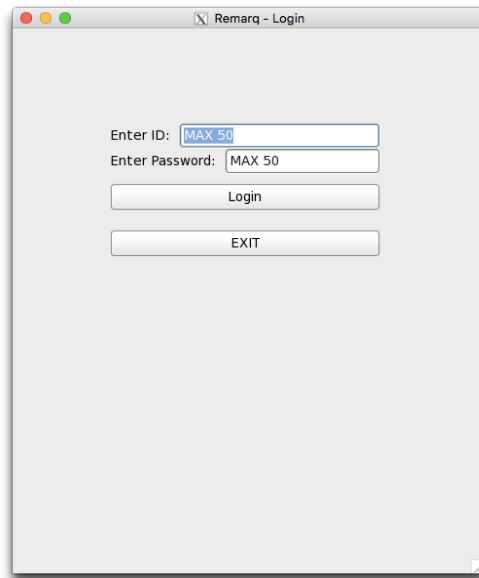 Remarq - Login
Enter ID: MAX 50
Enter Password: MAX 50
Login
EXIT